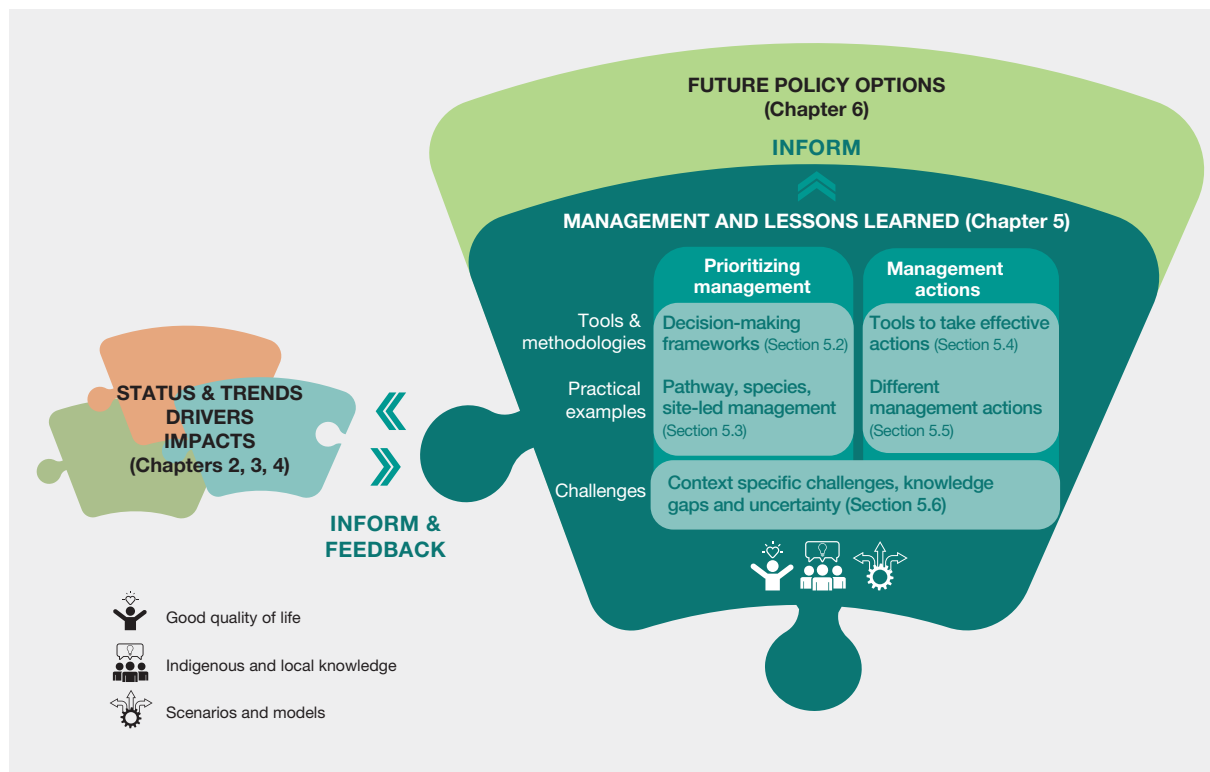 FUTURE POLICY OPTIONS
(Chapter 6)
INFORM
MANAGEMENT AND LESSONS LEARNED (Chapter 5)
Prioritizing
management
Management
actions
Tools &
methodologies
Decision-making
frameworks (Section 5.2)
Tools to take effective
actions (Section 5.4)
Practical
examples
Pathway, species,
site-led management
(Section 5.3)
Different
management actions
(Section 5.5)
Challenges
Context specific challenges, knowledge
gaps and uncertainty (Section 5.6)
STATUS & TRENDS
DRIVERS
IMPACTS
(Chapters 2, 3, 4)
INFORM &
FEEDBACK
Good quality of life
Indigenous and local knowledge
Scenarios and models